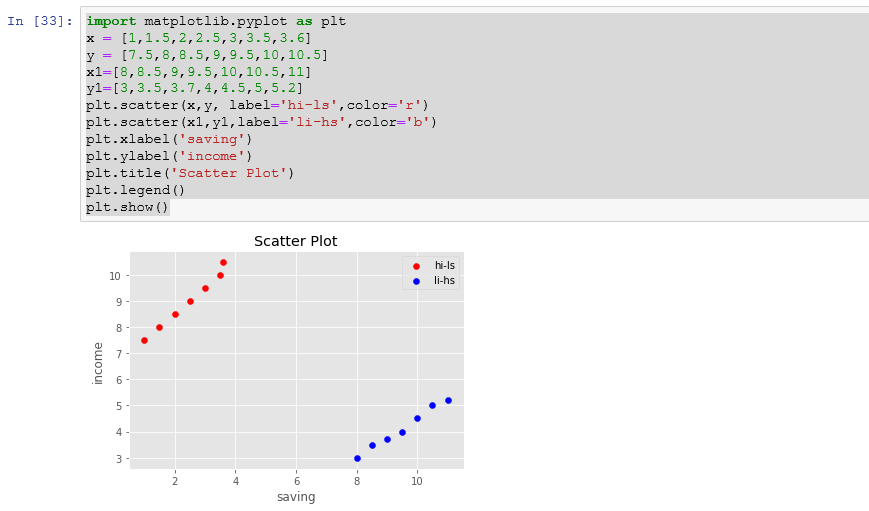 In [33]:
import matplotlib.pyplot as plt
x = [1,1.5,2,2.5,3,3.5,3.6]
y = [7.5,8,8.5,9,9.5,10,10.5]
x1=[8,8.5,9,9.5,10,10.5,11]
y1=[3,3.5,3.7,4,4.5,5,5.2]
plt.scatter(x,y, label='hi-ls',color='r')
plt.scatter(x1,y1,label='li-hs',color='b')
plt.xlabel('saving')
plt.ylabel('income')
plt.title('Scatter Plot')
plt.legend()
plt.show()
Scatter Plot
hi-ls
li-hs
10
9
8
7
6
5
4
3
income
2 4 6 8 10
saving